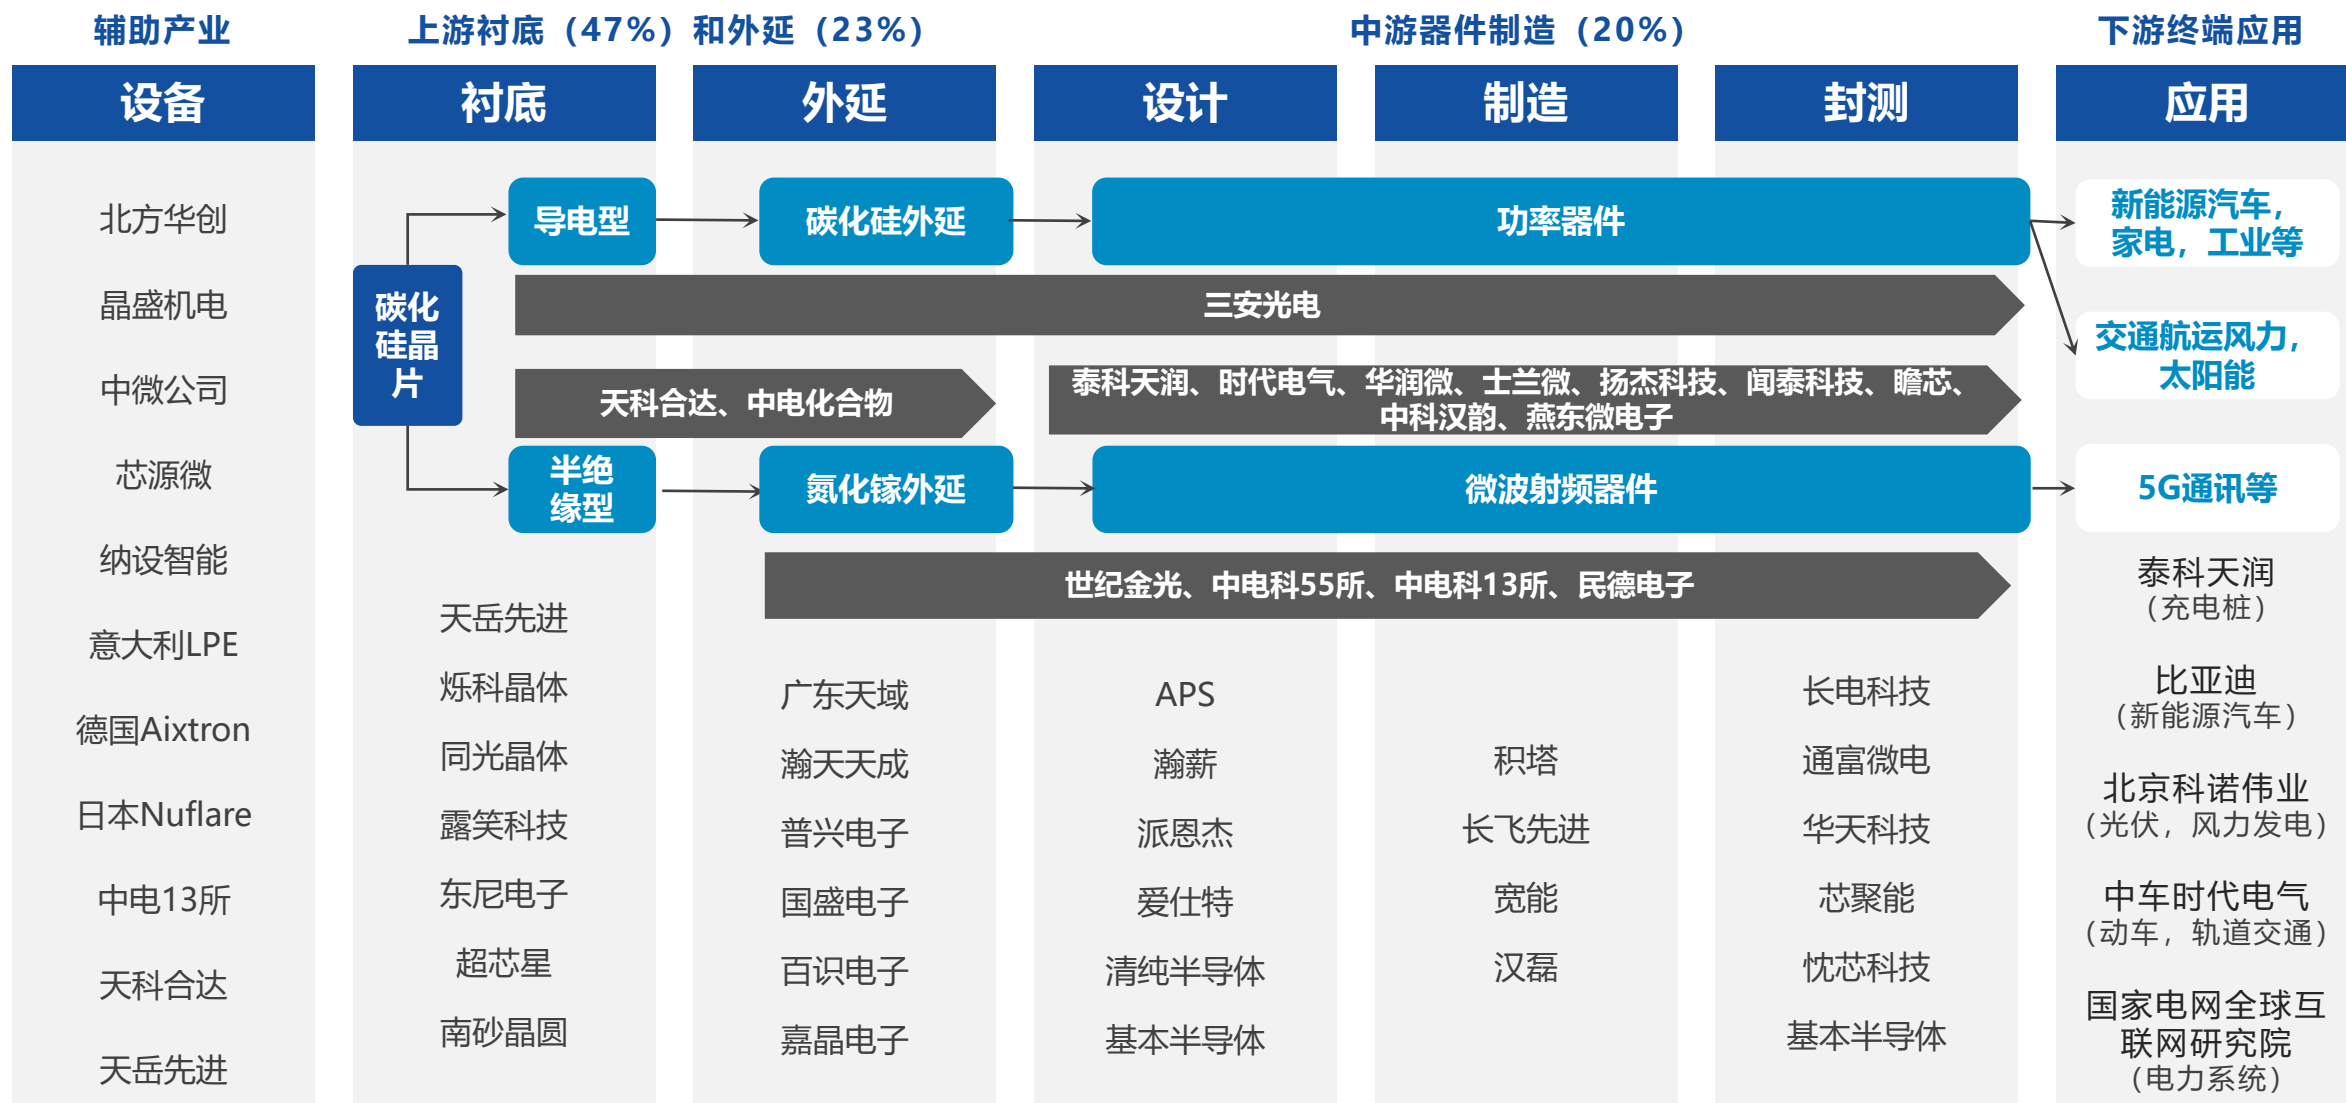 辅助产业
上游衬底（47%）和外延（23%）
中游器件制造（20%）
下游终端应用
设备
衬底
外延
设计
制造
封测
应用
北方华创
晶盛机电
中微公司
芯源微
纳设智能
意大利LPE
德国Aixtron
日本Nuflare
中电13所
天科合达
天岳先进
碳化
硅晶
片
导电型
碳化硅外延
功率器件
新能源汽车，
家电，工业等
三安光电
交通航运风力，
太阳能
天科合达、中电化合物
泰科天润、时代电气、华润微、士兰微、扬杰科技、闻泰科技、瞻芯、
中科汉韵、燕东微电子
半绝
缘型
氮化镓外延
微波射频器件
5G通讯等
世纪金光、中电科55所、中电科13所、民德电子
天岳先进
烁科晶体
同光晶体
露笑科技
东尼电子
超芯星
南砂晶圆
广东天域
瀚天天成
普兴电子
国盛电子
百识电子
嘉晶电子
APS
瀚薪
派恩杰
爱仕特
清纯半导体
基本半导体
积塔
长飞先进
宽能
汉磊
长电科技
通富微电
华天科技
芯聚能
忱芯科技
基本半导体
泰科天润
（充电桩）
比亚迪
（新能源汽车）
北京科诺伟业
（光伏，风力发电）
中车时代电气
（动车，轨道交通）
国家电网全球互
联网研究院
（电力系统）